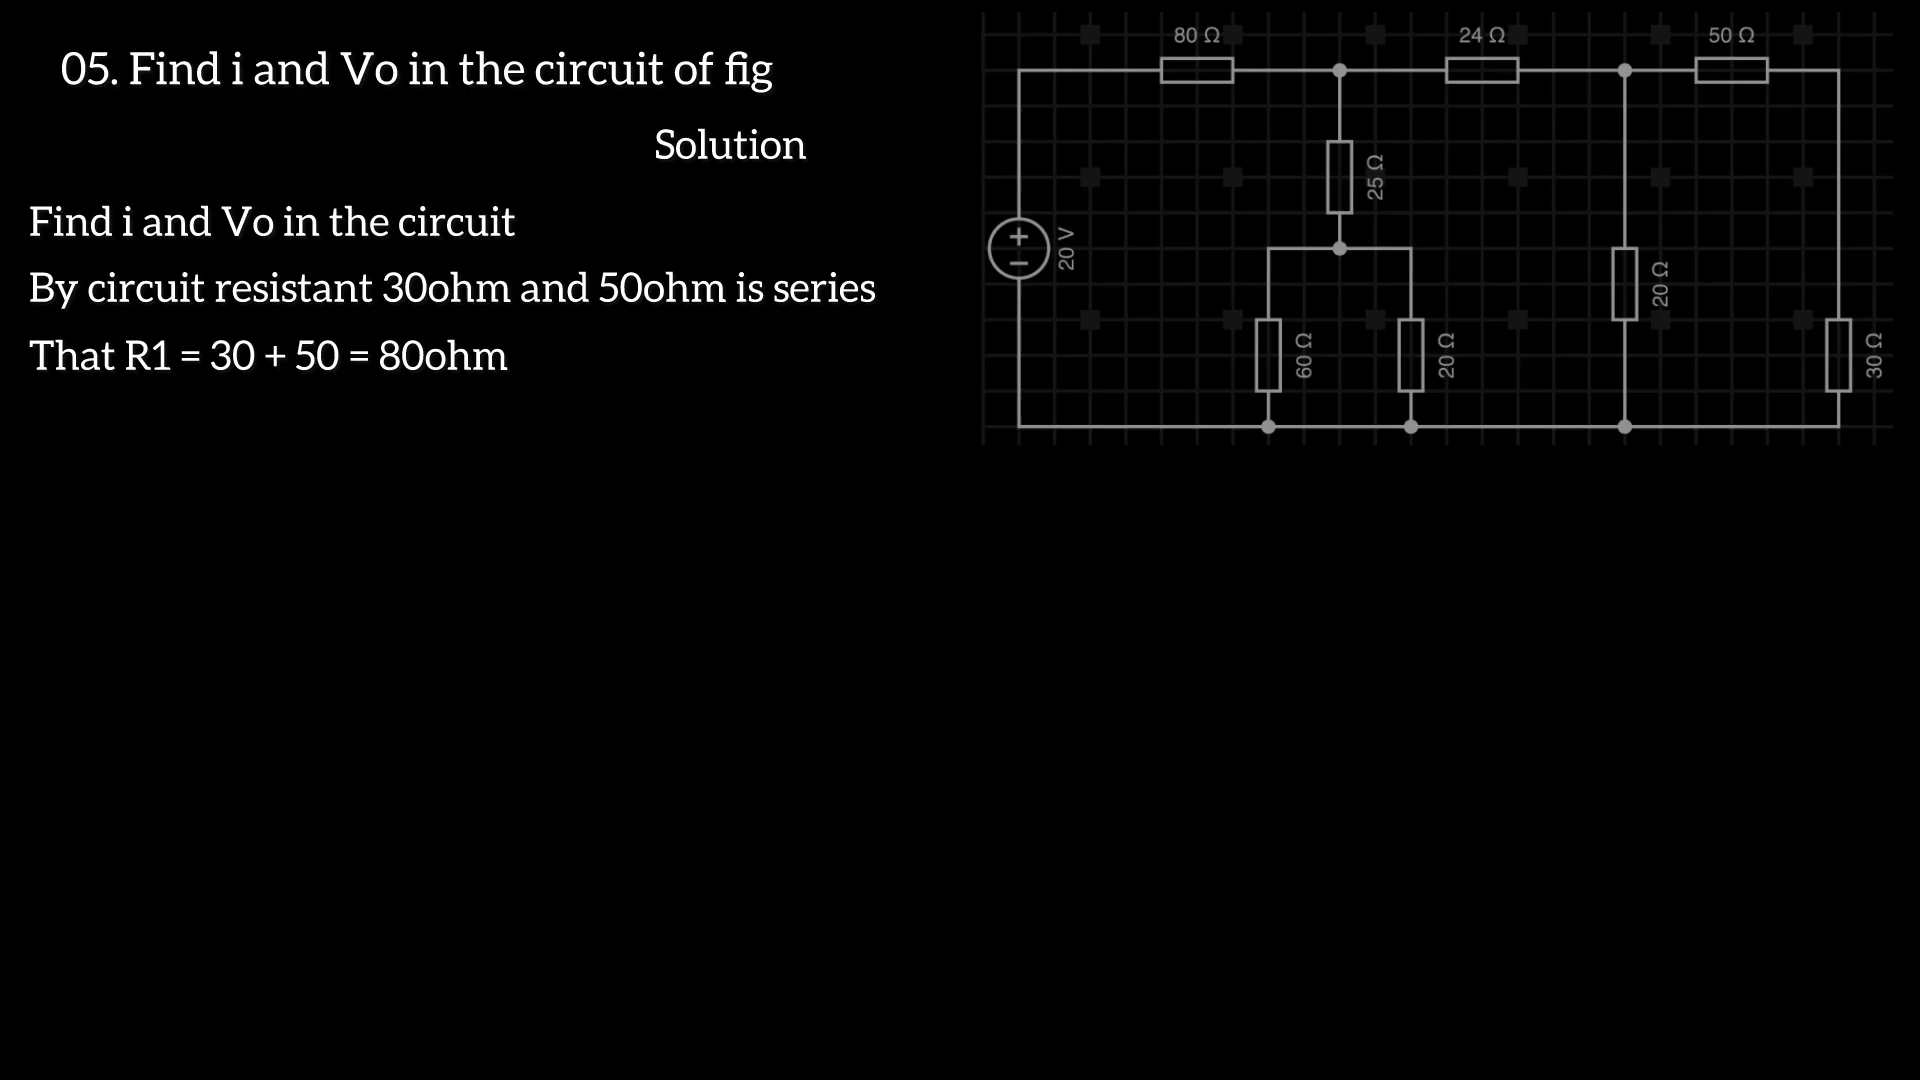 05. Find i and Vo in the circuit of fig
Solution
Find i and Vo in the circuit
By circuit resistant 30ohm and 50ohm is series
That R1 = 30 + 50 = 80ohm
80 Ω
24 Ω
50 Ω
25 Ω
20 V
20 Ω
60 Ω
20 Ω
30 Ω